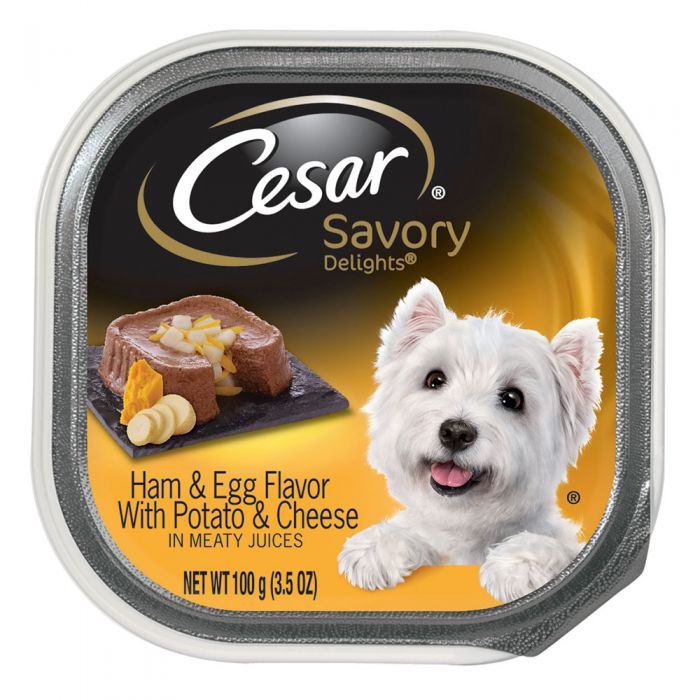 Cesar®
Savory
Delights®
Ham & Egg Flavor
With Potato & Cheese
IN MEATY JUICES
®
NET WT 100 g (3.5 OZ)